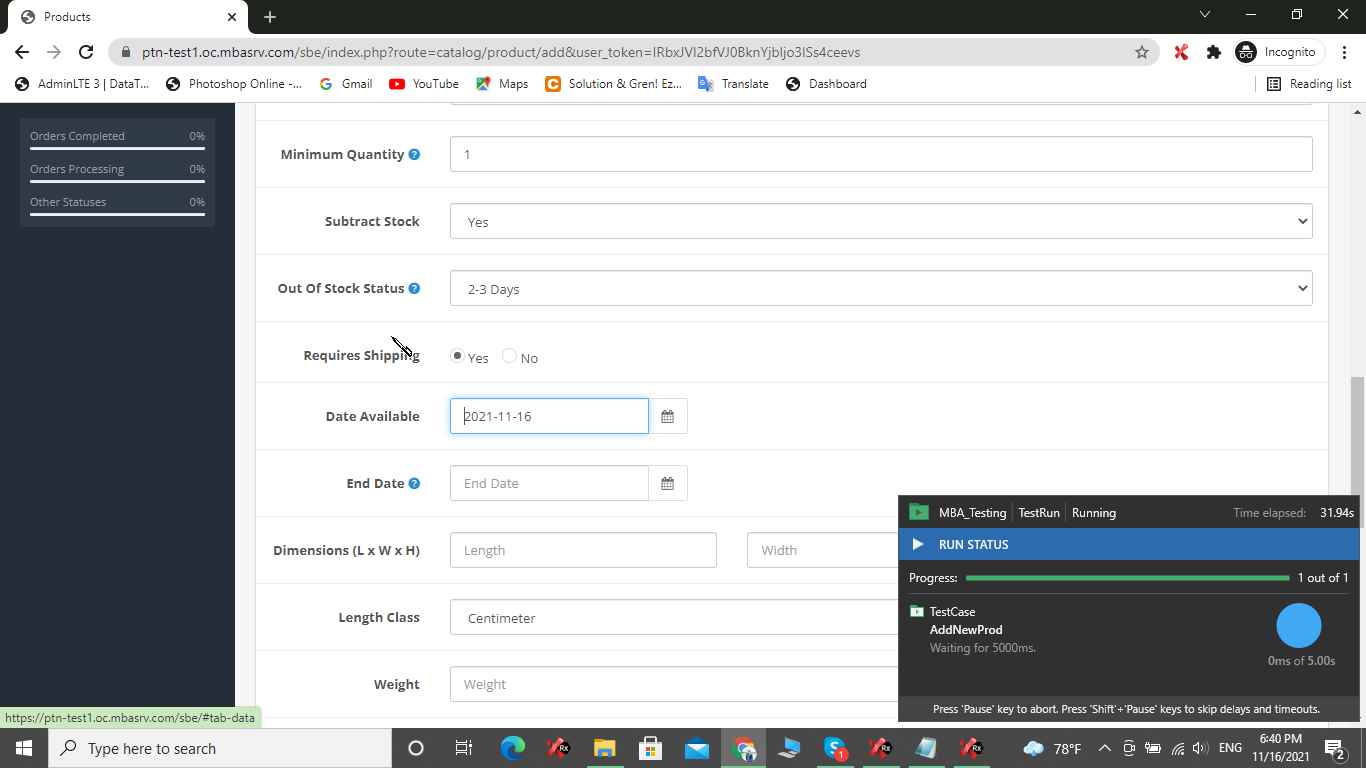 Products
ptn-test1.oc.mbasrv.com/sbe/index.php?route=catalog/product/add&user_token=IRbxJVI2bfVJ0BknYjbIjo3ISs4ceevs
Incognito
AdminLTE 3 | DataT...
Photoshop Online -...
Gmail
YouTube
Maps
Solution & Gren! Ez...
Translate
Dashboard
Reading list
Orders Completed 0%
Orders Processing 0%
Other Statuses 0%
Minimum Quantity 1
Subtract Stock Yes
Out Of Stock Status 2-3 Days
Requires Shipping Yes No
Date Available 2021-11-16
End Date End Date
Dimensions (L x W x H) Length Width
Length Class Centimeter
Weight Weight
MBA_Testing TestRun Running Time elapsed: 31.94s
RUN STATUS
Progress: 1 out of 1
TestCase
AddNewProd
Waiting for 5000ms.
0ms of 5.00s
Press 'Pause' key to abort. Press 'Shift'+'Pause' keys to skip delays and timeouts.
https://ptn-test1.oc.mbasrv.com/sbe/#tab-data
Type here to search
Rx
1
Rx
Rx
78°F
ENG
6:40 PM
11/16/2021
2